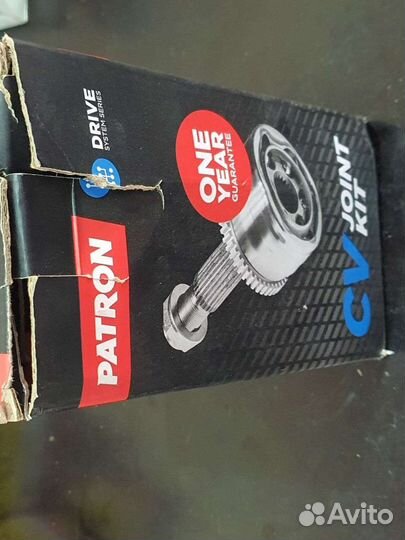 PATRON
DRIVE
SYSTEM SERIES
ONE
YEAR
GUARANTEE
CV JOINT
KIT
Avito